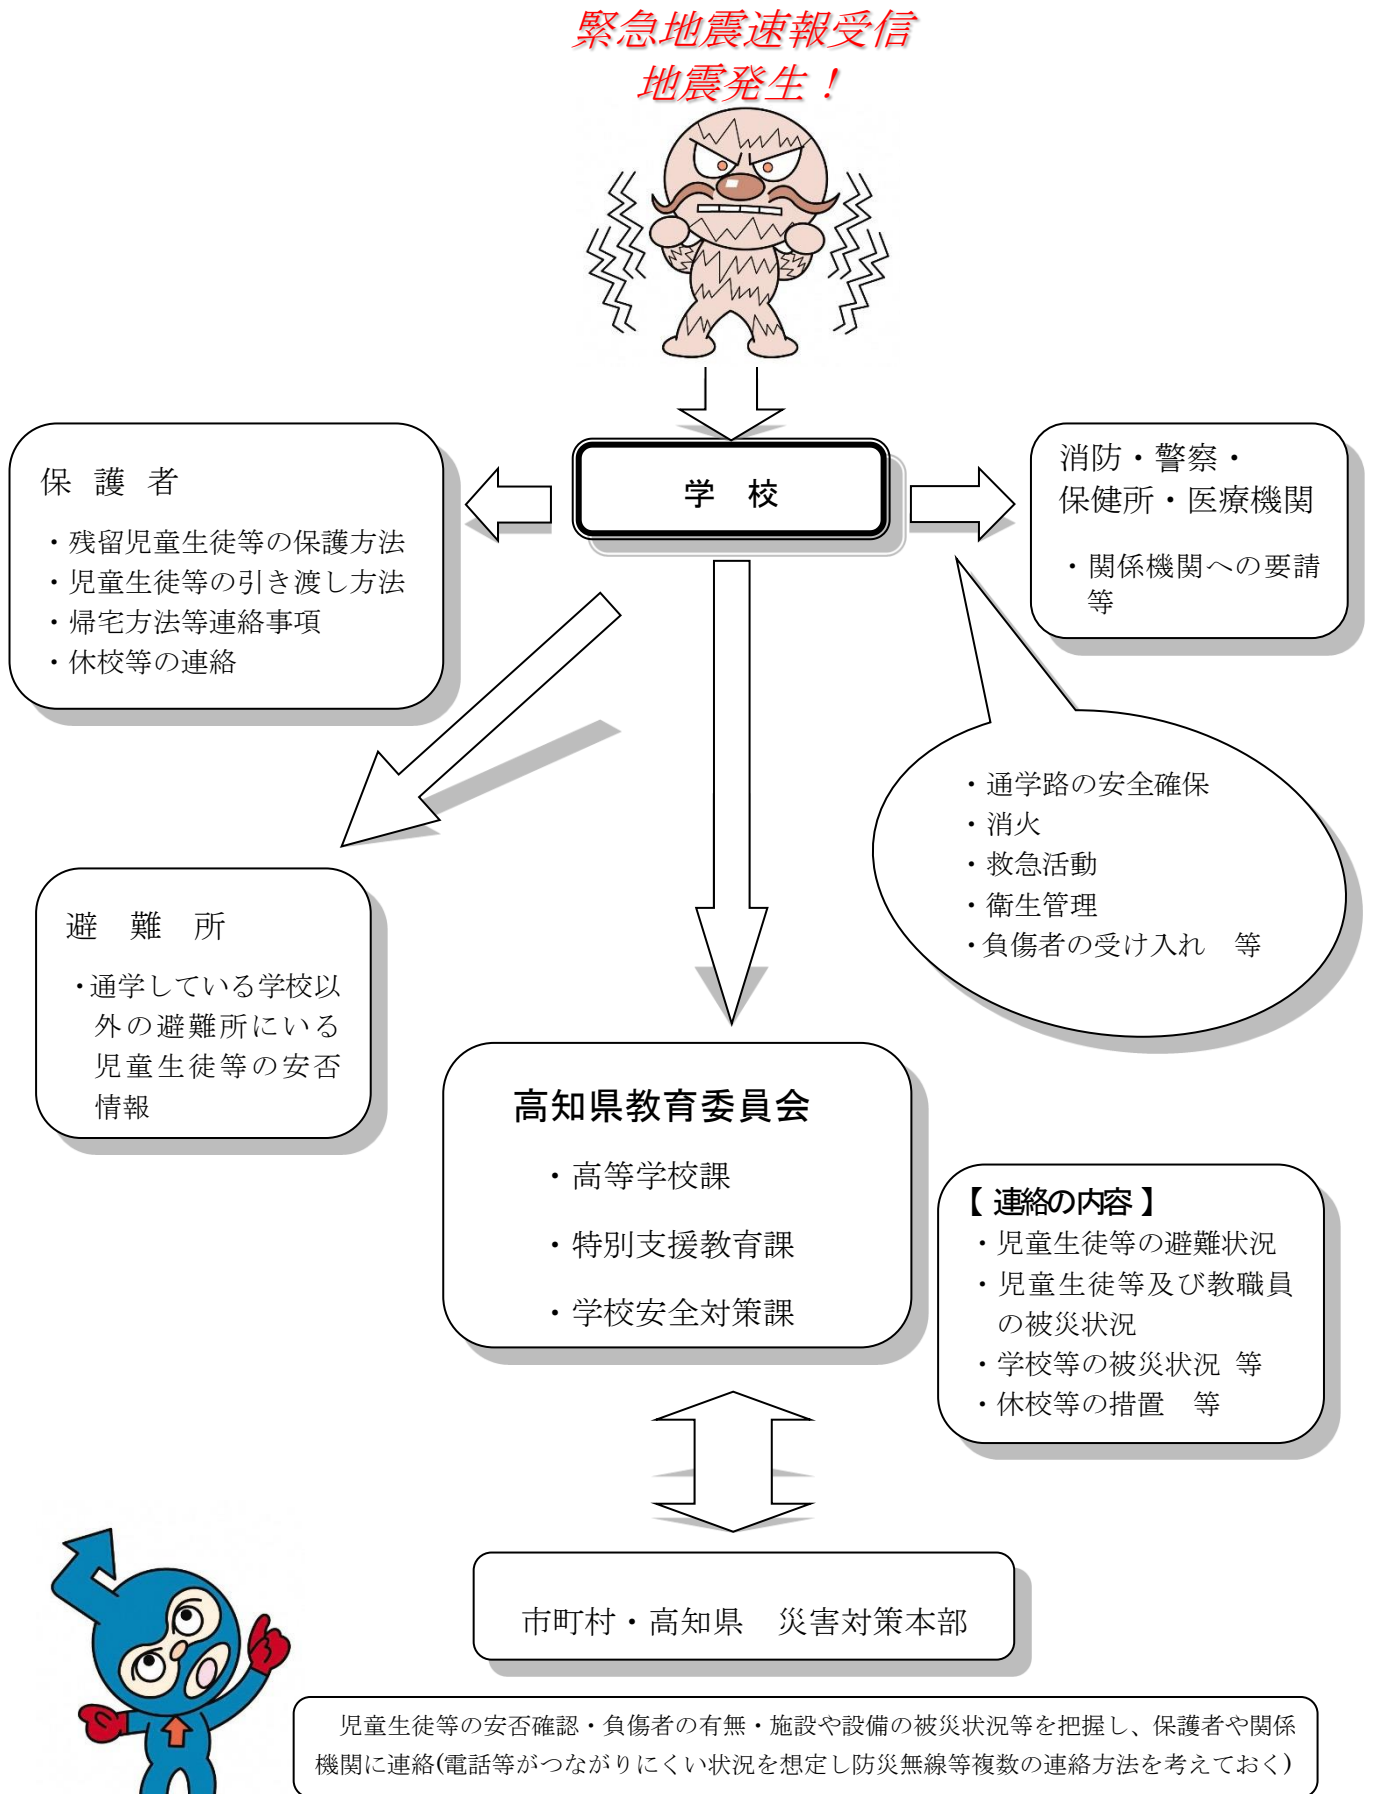 緊急地震速報受信
地震発生！
学　校
保 護 者
・残留児童生徒等の保護方法
・児童生徒等の引き渡し方法
・帰宅方法等連絡事項
・休校等の連絡
消防・警察・
保健所・医療機関
・関係機関への要請
等
・通学路の安全確保
・消火
・救急活動
・衛生管理
・負傷者の受け入れ　等
避　難　所
・通学している学校以
外の避難所にいる
児童生徒等の安否
情報
高知県教育委員会
・高等学校課
・特別支援教育課
・学校安全対策課
【 連絡の内容 】
・児童生徒等の避難状況
・児童生徒等及び教職員
の被災状況
・学校等の被災状況 等
・休校等の措置　等
市町村・高知県　災害対策本部
児童生徒等の安否確認・負傷者の有無・施設や設備の被災状況等を把握し、保護者や関係
機関に連絡(電話等がつながりにくい状況を想定し防災無線等複数の連絡方法を考えておく)